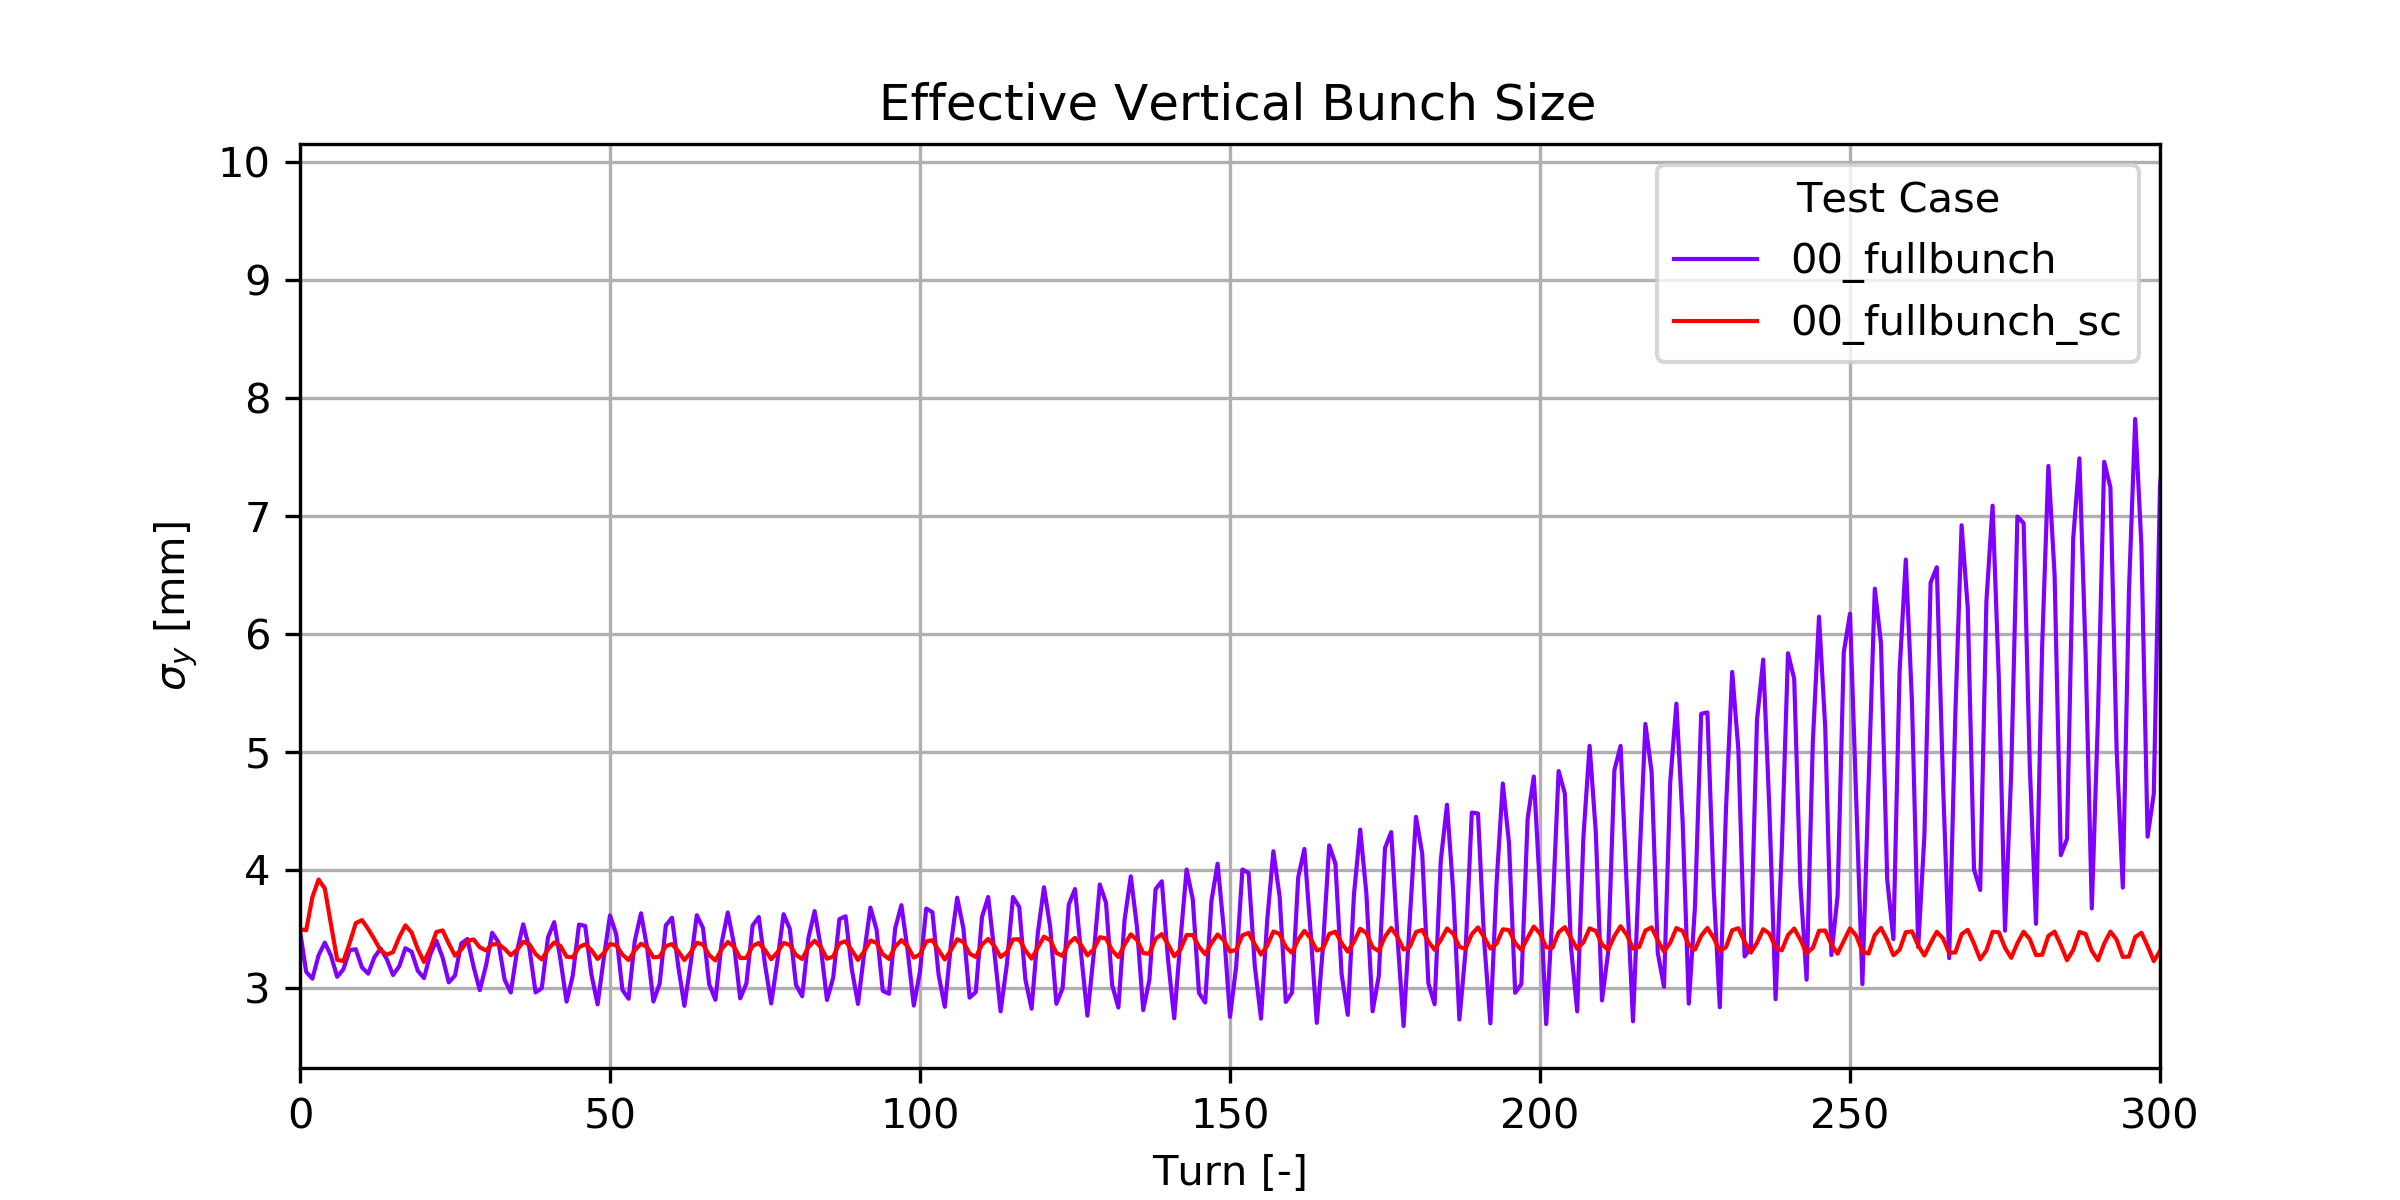 Effective Vertical Bunch Size
10
9
8
7
6
5
4
3
σy [mm]
Test Case
00_fullbunch
00_fullbunch_sc
0 50 100 150 200 250 300
Turn [-]